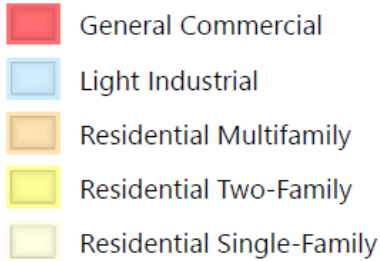 General Commercial
Light Industrial
Residential Multifamily
Residential Two-Family
Residential Single-Family